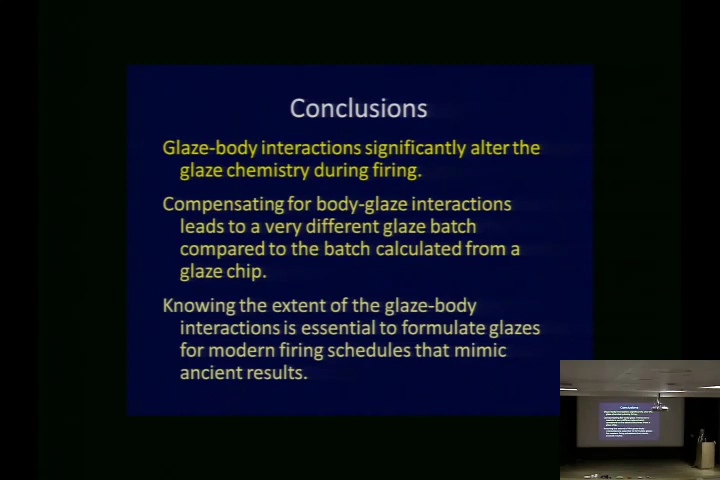 Conclusions
Glaze-body interactions significantly alter the
glaze chemistry during firing.
Compensating for body-glaze interactions
leads to a very different glaze batch
compared to the batch calculated from a
glaze chip.
Knowing the extent of the glaze-body
interactions is essential to formulate glazes
for modern firing schedules that mimic
ancient results.